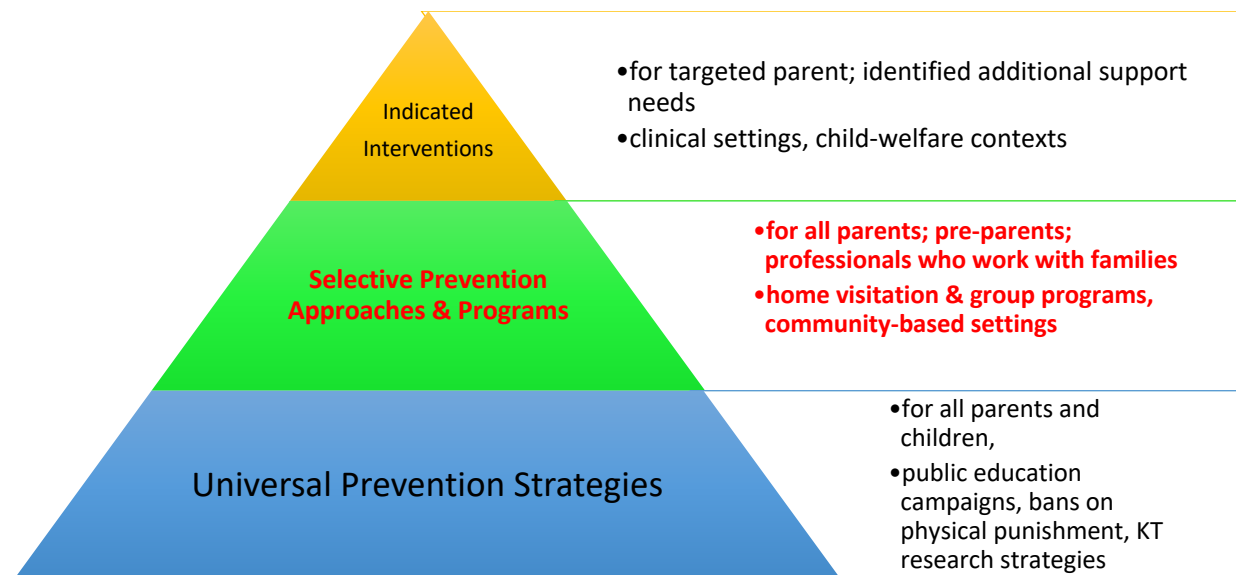 Indicated
Interventions
•for targeted parent; identified additional support
needs
•clinical settings, child-welfare contexts
Selective Prevention
Approaches & Programs
•for all parents; pre-parents;
professionals who work with families
•home visitation & group programs,
community-based settings
Universal Prevention Strategies
•for all parents and
children,
•public education
campaigns, bans on
physical punishment, KT
research strategies